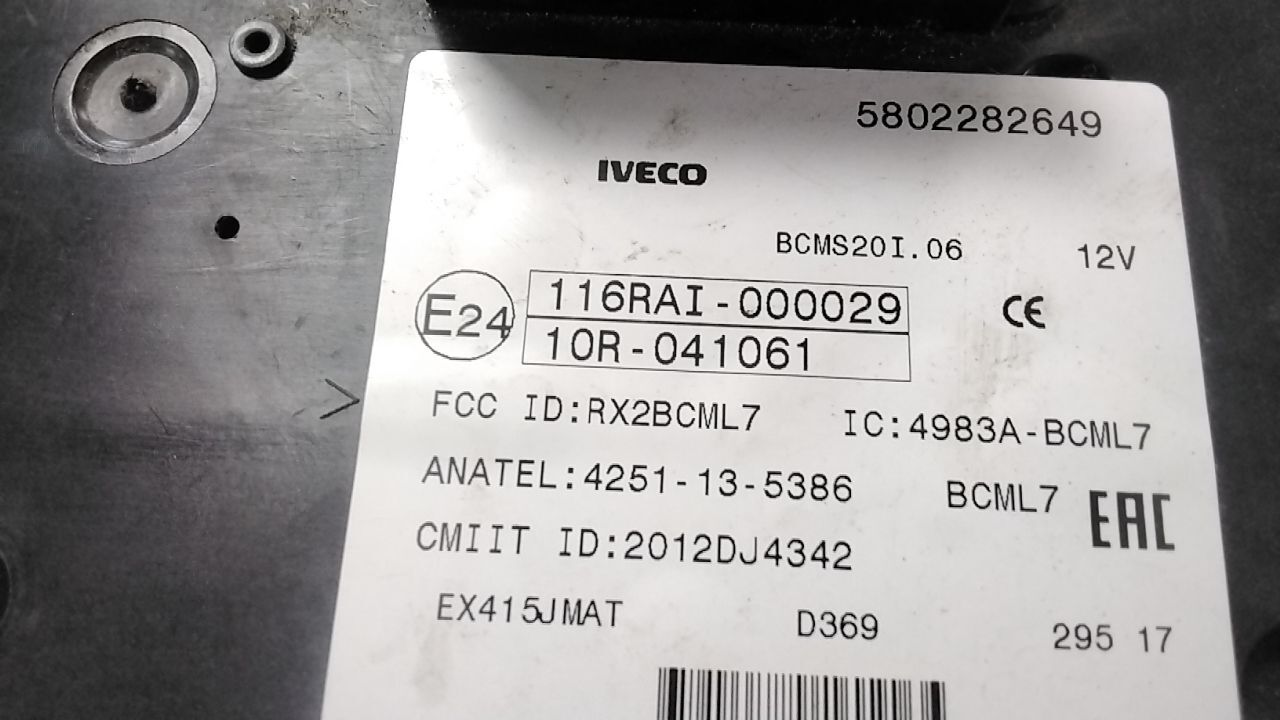 5802282649
IVECO
BCMS20I.06 12V
E24 116RAI-000029 CE
10R-041061
FCC ID:RX2BCML7 IC:4983A-BCML7
ANATEL:4251-13-5386 BCML7 EAC
CMIIT ID:2012DJ4342
EX415JMAT D369 295 17